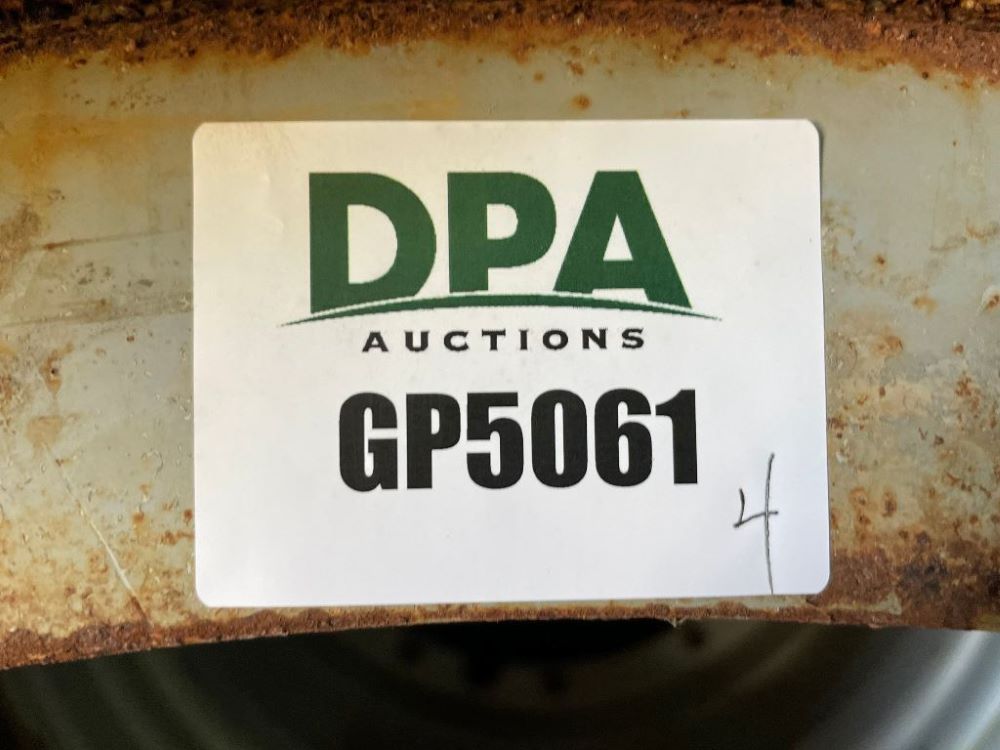 DPA
AUCTIONS
GP5061
4